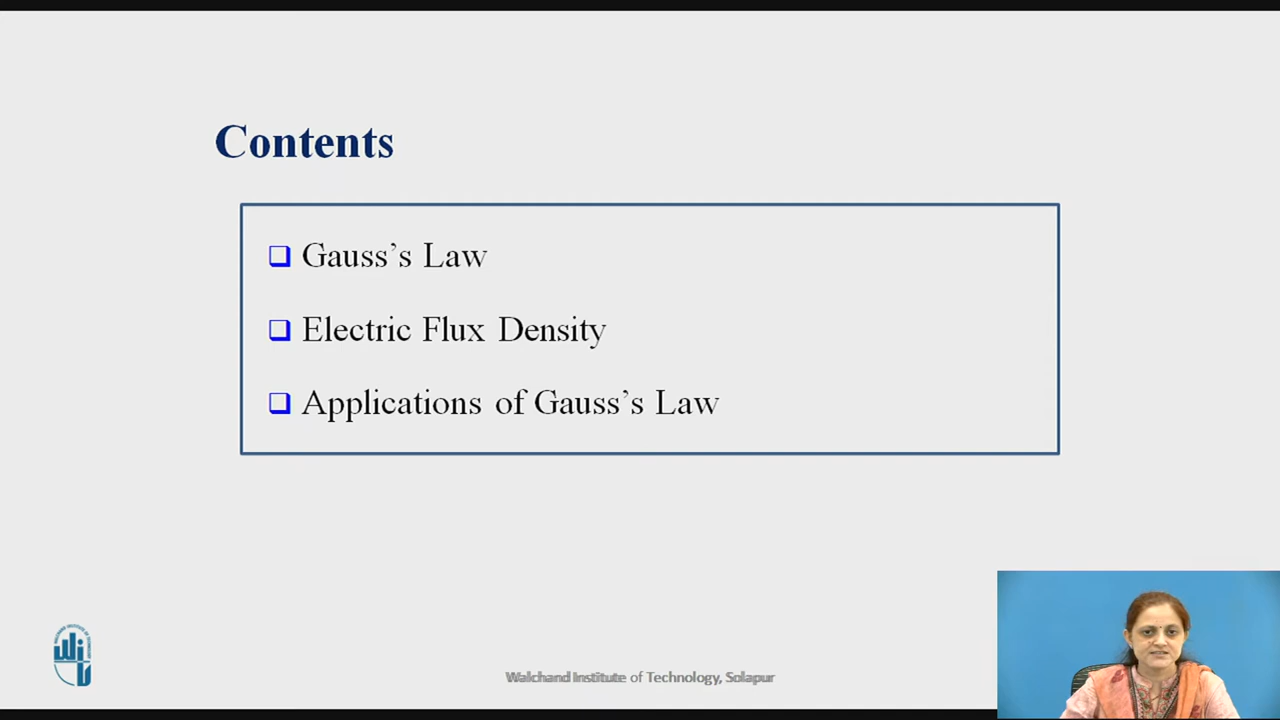 Contents
Gauss's Law
Electric Flux Density
Applications of Gauss's Law
Walchand Institute of Technology, Solapur